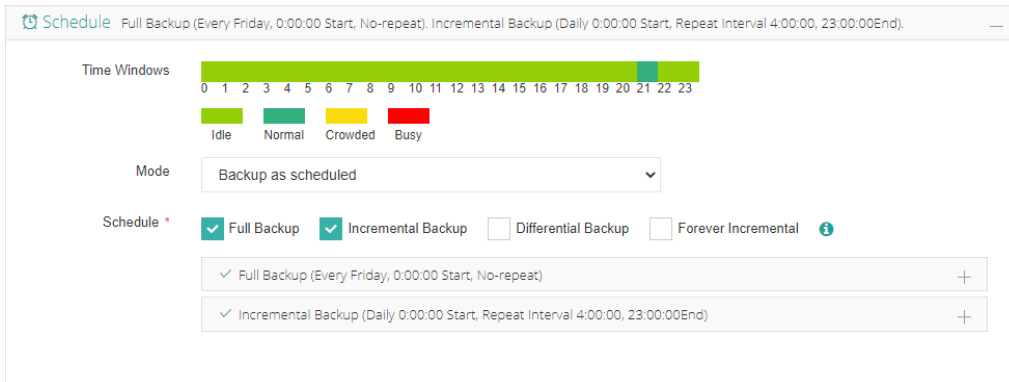 Schedule Full Backup (Every Friday, 0:00:00 Start, No-repeat). Incremental Backup (Daily 0:00:00 Start, Repeat Interval 4:00:00, 23:00:00End).
Time Windows
0 1 2 3 4 5 6 7 8 9 10 11 12 13 14 15 16 17 18 19 20 21 22 23
Idle Normal Crowded Busy
Mode Backup as scheduled
Schedule * Full Backup Incremental Backup Differential Backup Forever Incremental
Full Backup (Every Friday, 0:00:00 Start, No-repeat)
Incremental Backup (Daily 0:00:00 Start, Repeat Interval 4:00:00, 23:00:00End)